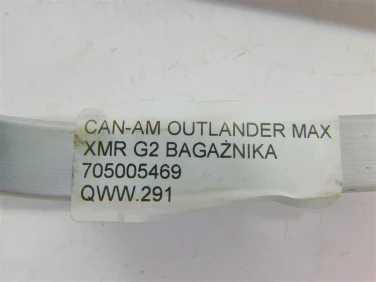 CAN-AM OUTLANDER MAX
XMR G2 BAGAŻNIKA
705005469
QWW.291